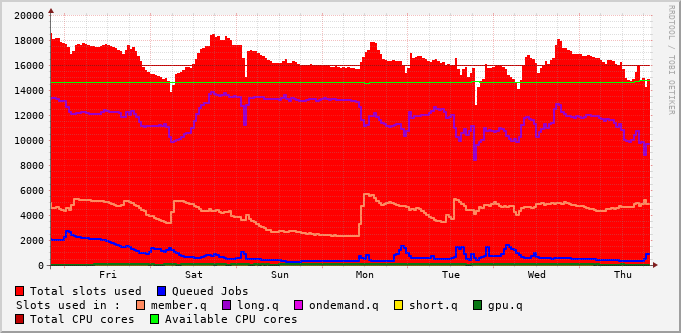 20000
18000
16000
14000
12000
10000
8000
6000
4000
2000
0
Fri Sat Sun Mon Tue Wed Thu
RRDTOOL / TOBI OETIKER
Total slots used Queued Jobs
Slots used in : member.q long.q ondemand.q short.q gpu.q
Total CPU cores Available CPU cores